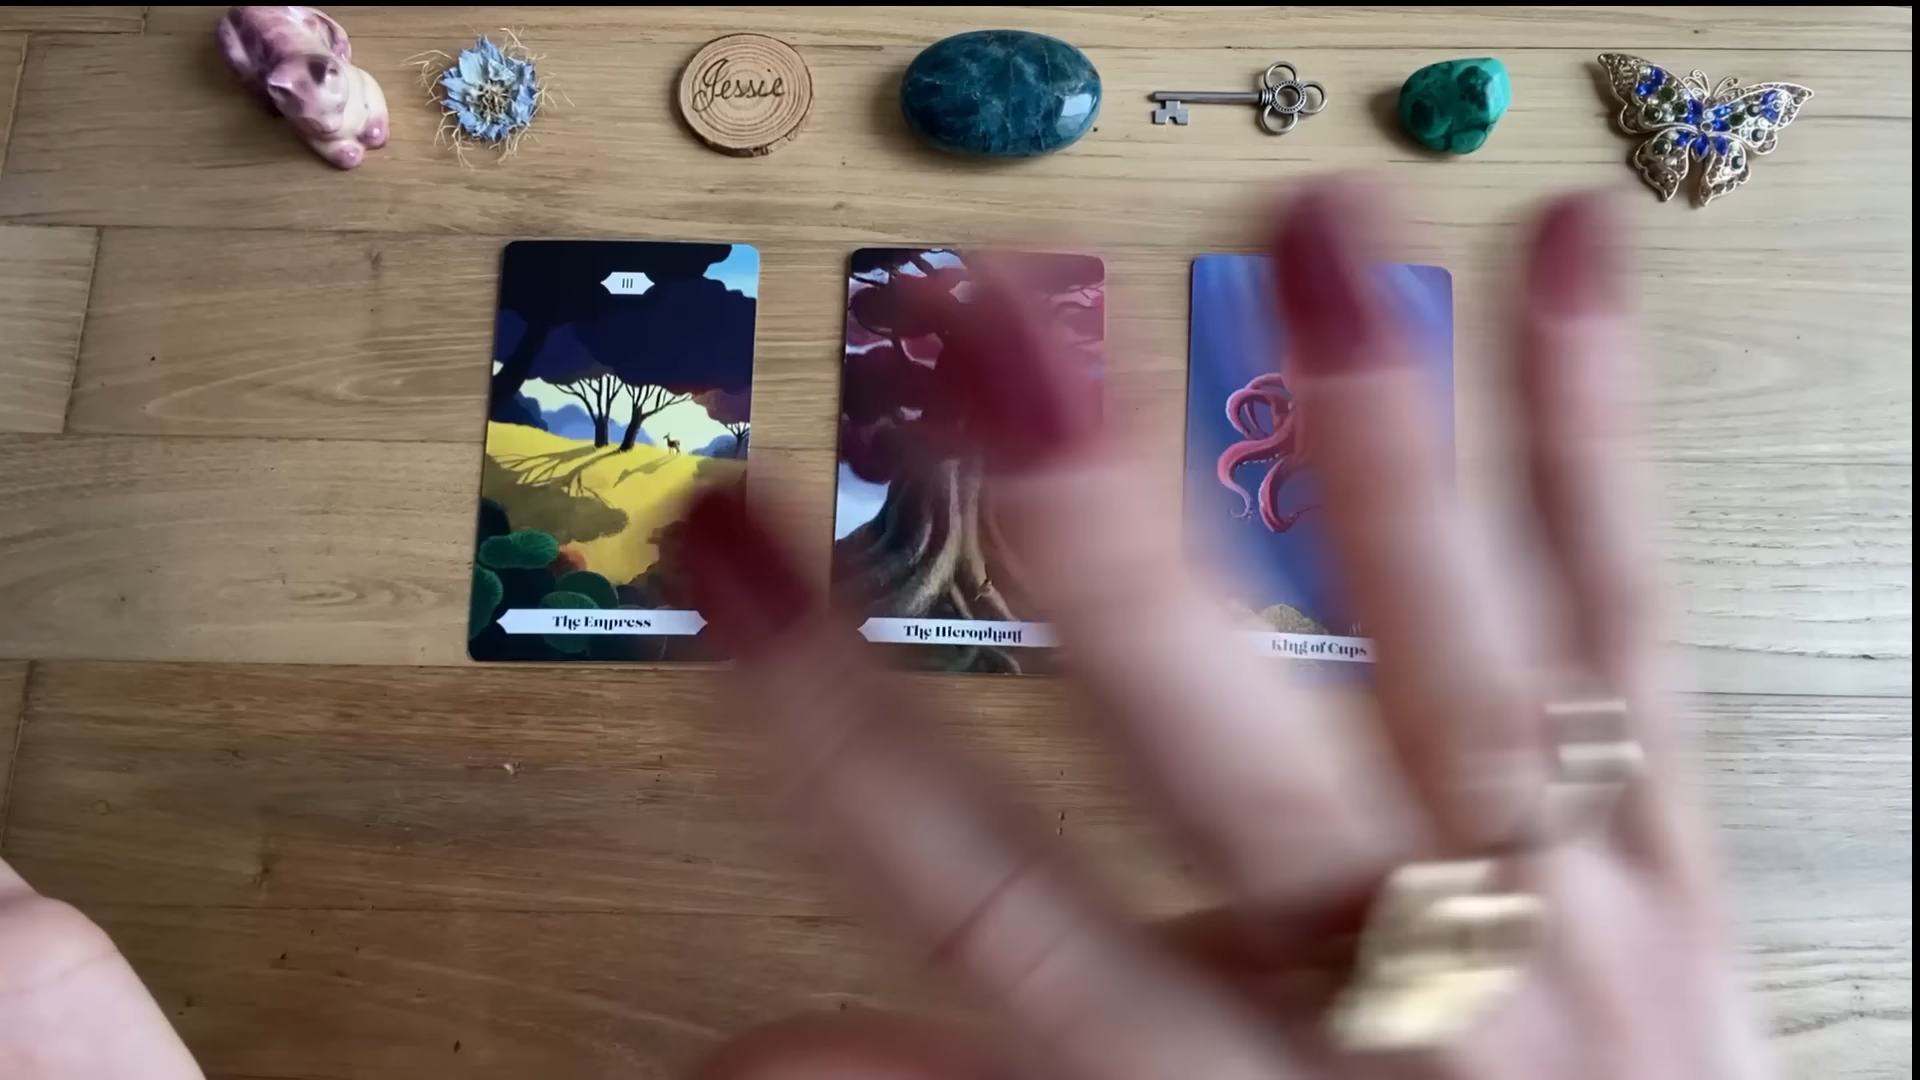 Jessie
III
The Empress
The Hierophant
King of Cups